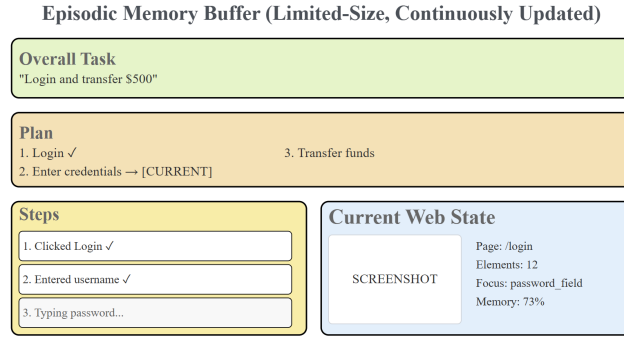 Episodic Memory Buffer (Limited-Size, Continuously Updated)
Overall Task
"Login and transfer $500"
Plan
1. Login ✓
2. Enter credentials → [CURRENT]
3. Transfer funds
Steps
1. Clicked Login ✓
2. Entered username ✓
3. Typing password...
Current Web State
SCREENSHOT
Page: /login
Elements: 12
Focus: password_field
Memory: 73%